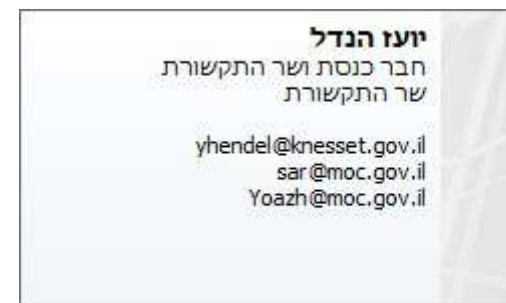 יועז הנדל
חבר כנסת ושר התקשורת
שר התקשורת
yhendel@knesset.gov.il
sar@moc.gov.il
Yoazh@moc.gov.il